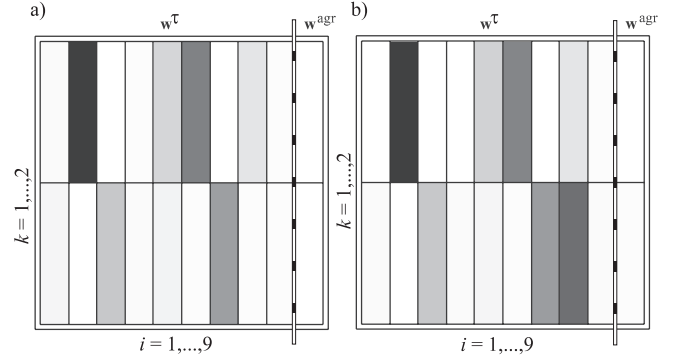 a)
w^τ
w^agr
k = 1,...,2
i = 1,...,9
b)
w^τ
w^agr
k = 1,...,2
i = 1,...,9